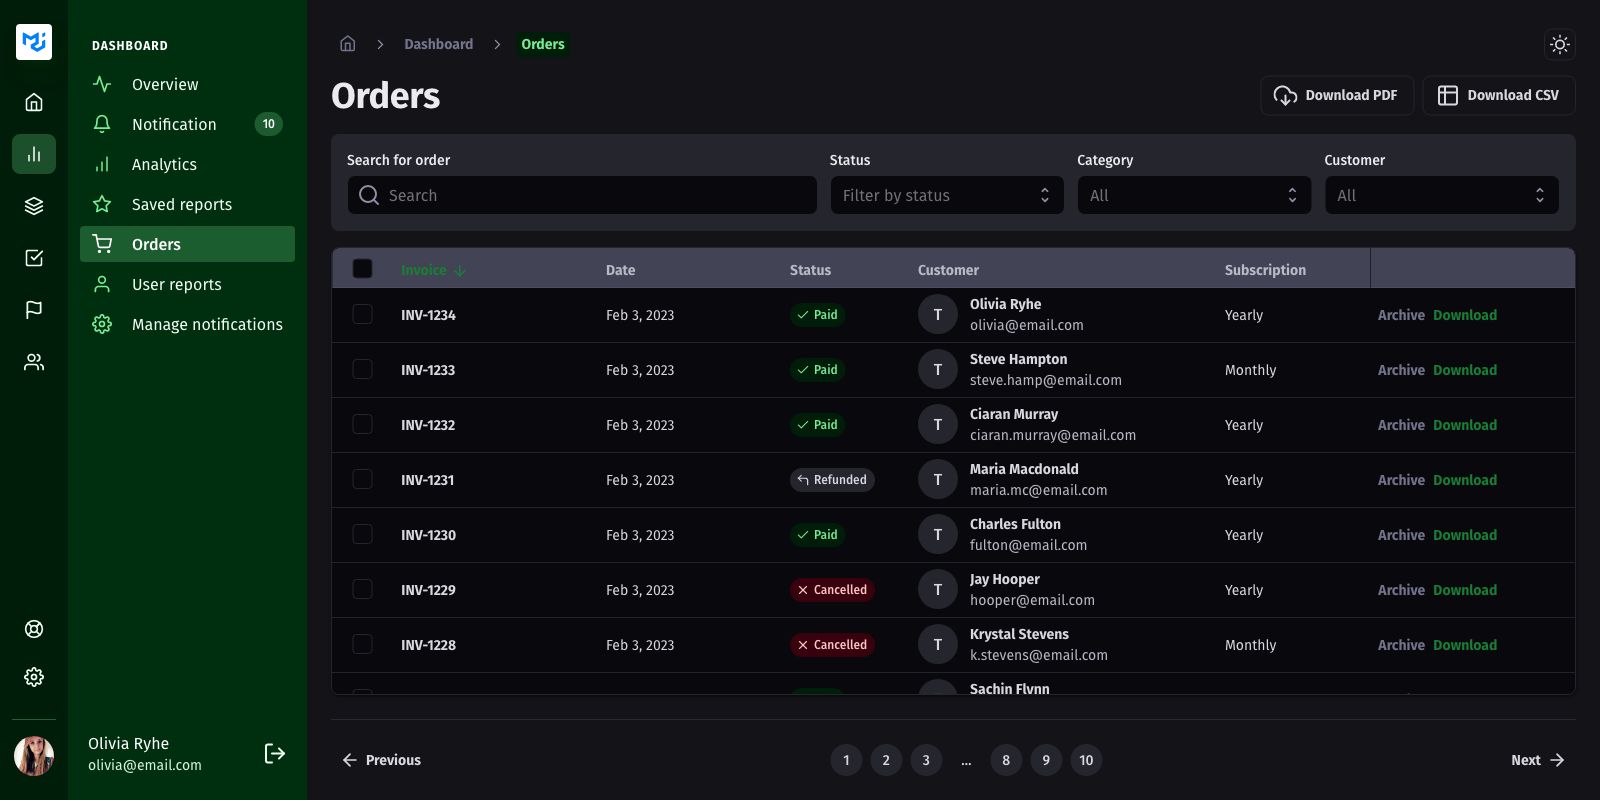 DASHBOARD
Overview
Notification 10
Analytics
Saved reports
Orders
User reports
Manage notifications
Olivia Ryhe
olivia@email.com
Dashboard Orders
Orders
Download PDF Download CSV
Search for order Status Category Customer
Search Filter by status All All
Invoice Date Status Customer Subscription
INV-1234 Feb 3, 2023 Paid T Olivia Ryhe olivia@email.com Yearly Archive Download
INV-1233 Feb 3, 2023 Paid T Steve Hampton steve.hamp@email.com Monthly Archive Download
INV-1232 Feb 3, 2023 Paid T Ciaran Murray ciaran.murray@email.com Yearly Archive Download
INV-1231 Feb 3, 2023 Refunded T Maria Macdonald maria.mc@email.com Yearly Archive Download
INV-1230 Feb 3, 2023 Paid T Charles Fulton fulton@email.com Yearly Archive Download
INV-1229 Feb 3, 2023 Cancelled T Jay Hooper hooper@email.com Yearly Archive Download
INV-1228 Feb 3, 2023 Cancelled T Krystal Stevens k.stevens@email.com Monthly Archive Download
Sachin Flynn
Previous 1 2 3 ... 8 9 10 Next